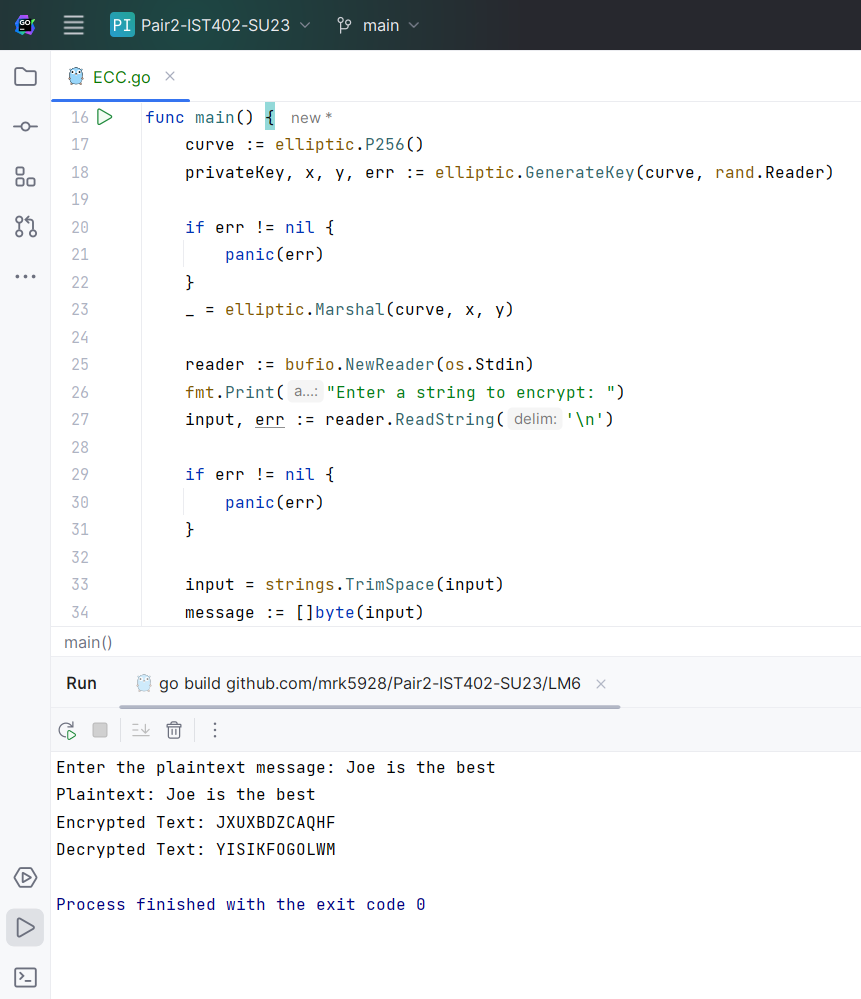 GO PI Pair2-IST402-SU23 main
ECC.go ×
16 func main() { new *
17 curve := elliptic.P256()
18 privateKey, x, y, err := elliptic.GenerateKey(curve, rand.Reader)
19
20 if err != nil {
21 panic(err)
22 }
23 _ = elliptic.Marshal(curve, x, y)
24
25 reader := bufio.NewReader(os.Stdin)
26 fmt.Print( a...: "Enter a string to encrypt: ")
27 input, err := reader.ReadString( delim: '\n')
28
29 if err != nil {
30 panic(err)
31 }
32
33 input = strings.TrimSpace(input)
34 message := []byte(input)
main()
Run go build github.com/mrk5928/Pair2-IST402-SU23/LM6 ×
Enter the plaintext message: Joe is the best
Plaintext: Joe is the best
Encrypted Text: JXUXBDZCAQHF
Decrypted Text: YISIKFOGOLWM
Process finished with the exit code 0